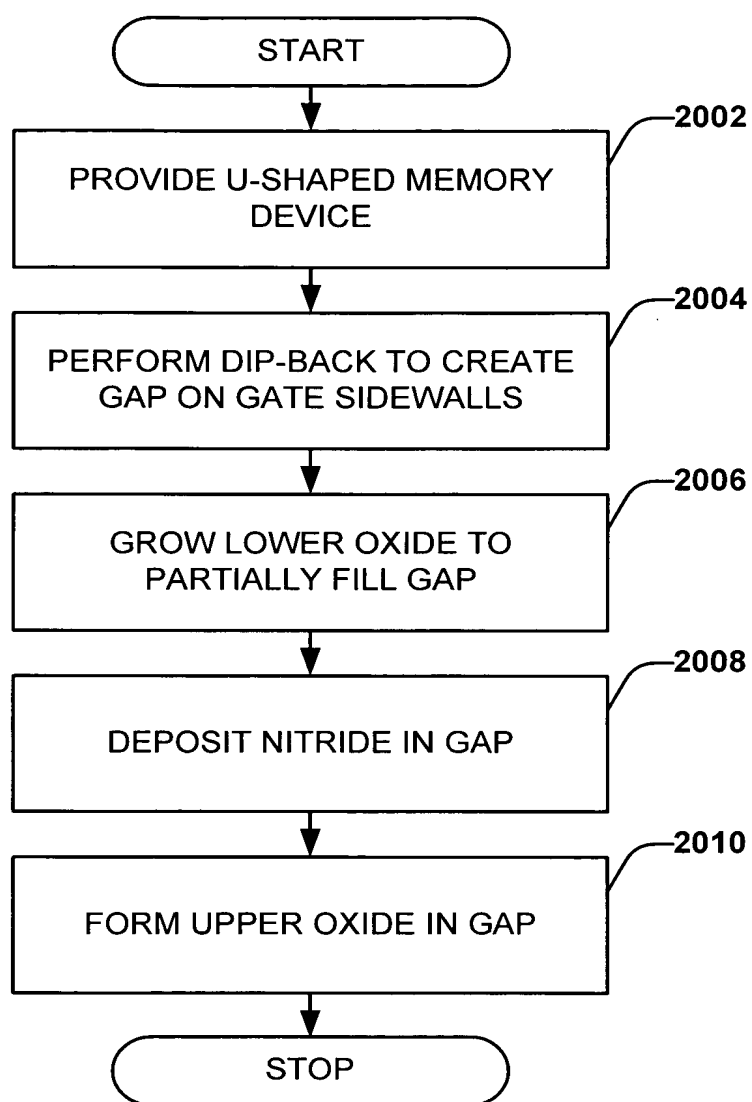 START
2002
PROVIDE U-SHAPED MEMORY
DEVICE
2004
PERFORM DIP-BACK TO CREATE
GAP ON GATE SIDEWALLS
2006
GROW LOWER OXIDE TO
PARTIALLY FILL GAP
2008
DEPOSIT NITRIDE IN GAP
2010
FORM UPPER OXIDE IN GAP
STOP